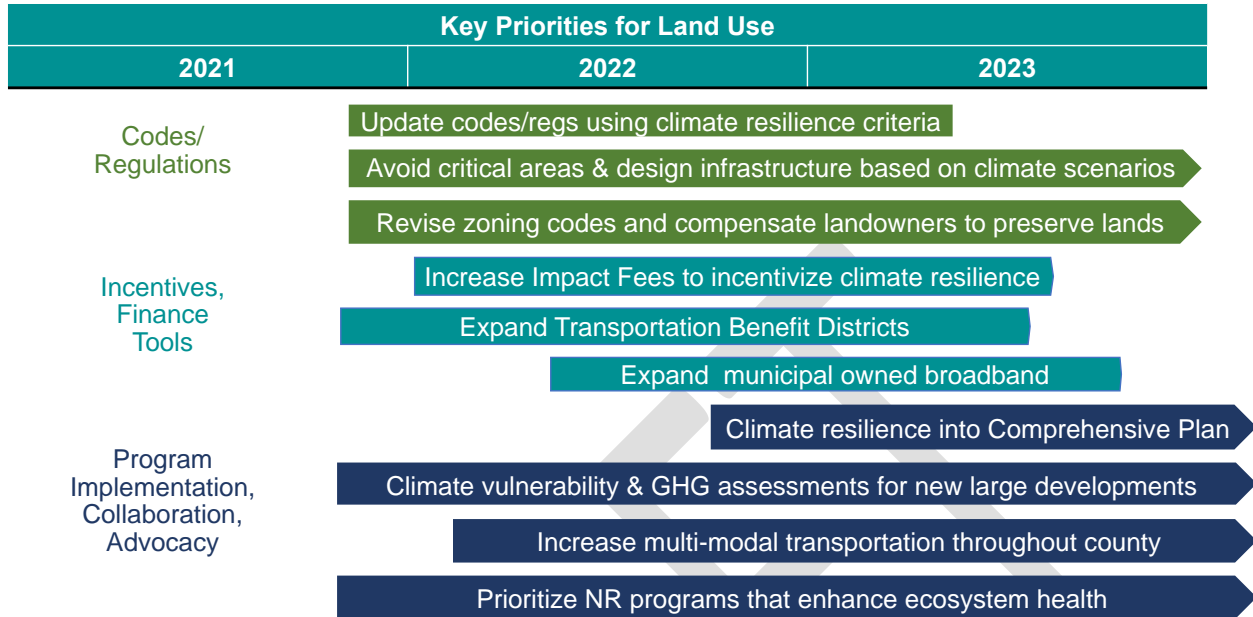 Key Priorities for Land Use
2021 2022 2023
Codes/
Regulations
Update codes/regs using climate resilience criteria
Avoid critical areas & design infrastructure based on climate scenarios
Revise zoning codes and compensate landowners to preserve lands
Incentives,
Finance
Tools
Increase Impact Fees to incentivize climate resilience
Expand Transportation Benefit Districts
Expand municipal owned broadband
Program
Implementation,
Collaboration,
Advocacy
Climate resilience into Comprehensive Plan
Climate vulnerability & GHG assessments for new large developments
Increase multi-modal transportation throughout county
Prioritize NR programs that enhance ecosystem health